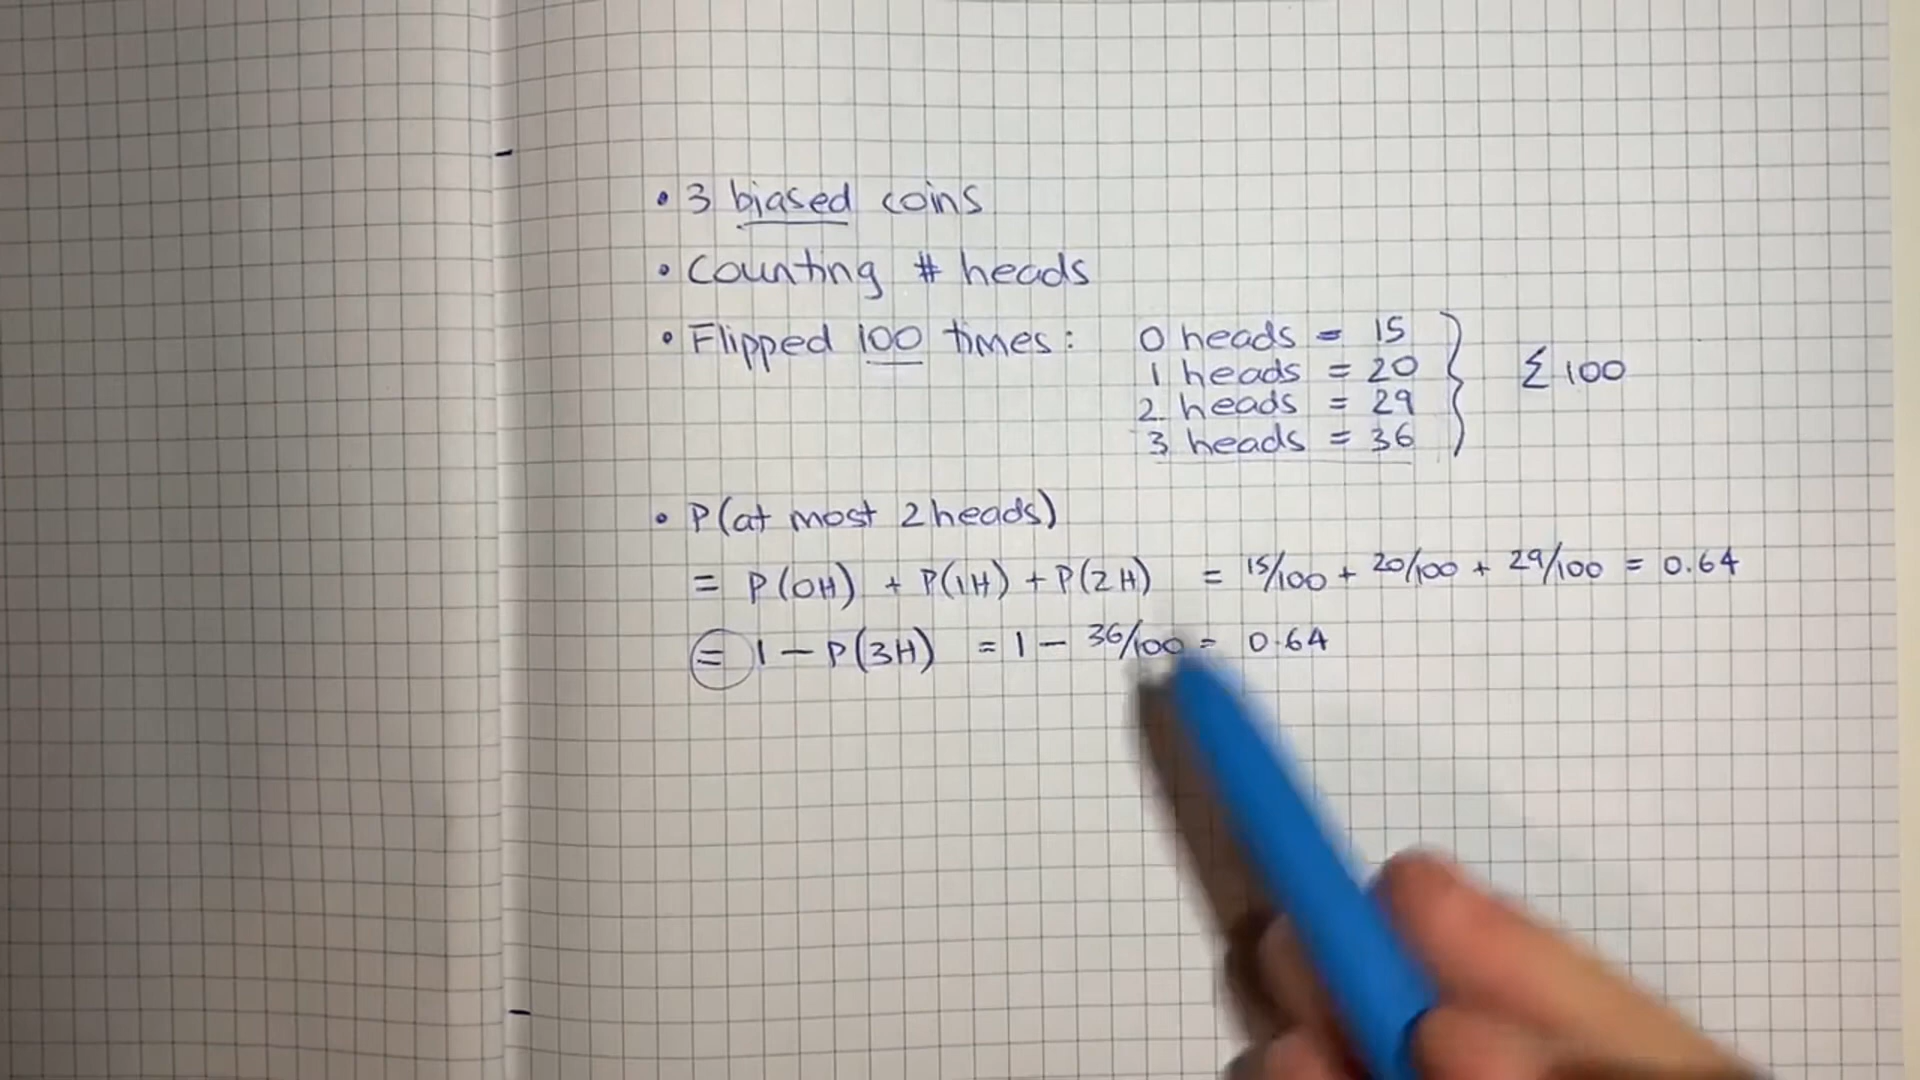 • 3 biased coins
• Counting # heads
• Flipped 100 times: 0 heads = 15
1 heads = 20
2 heads = 29
3 heads = 36
Σ 100
• P(at most 2 heads)
= P(0H) + P(1H) + P(2H) = 15/100 + 20/100 + 29/100 = 0.64
= 1 - P(3H) = 1 - 36/100 = 0.64